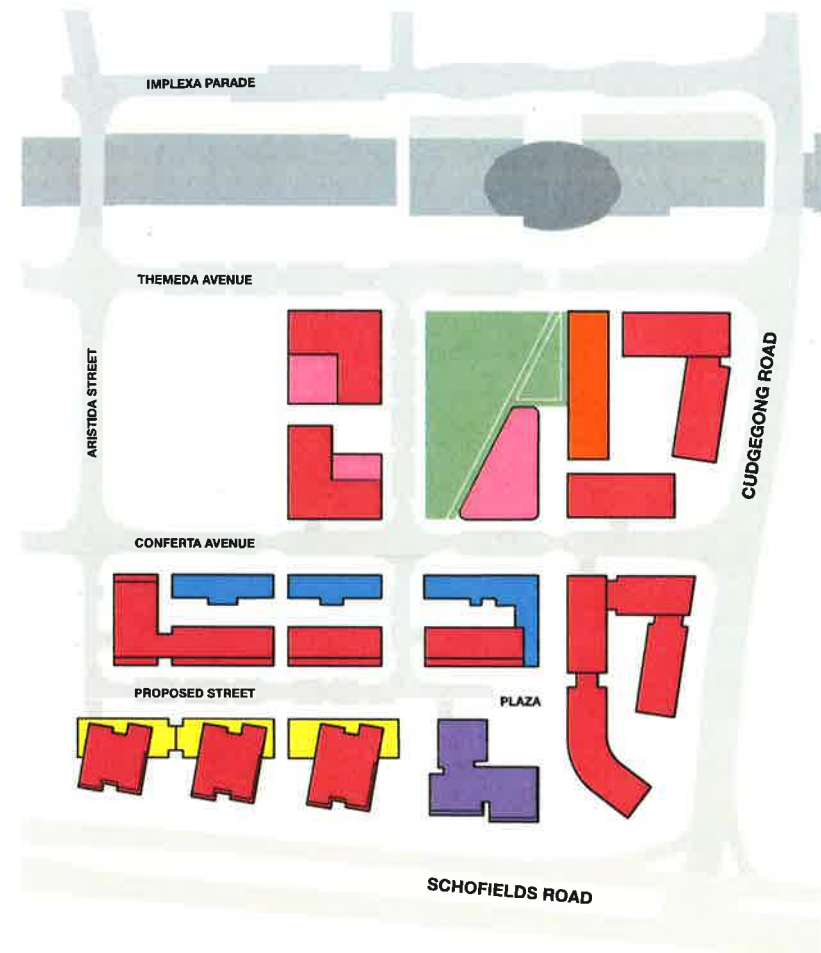 IMPLEXA PARADE
THEMEDA AVENUE
ARISTIDA STREET
CUDGEGONG ROAD
CONFERTA AVENUE
PROPOSED STREET
PLAZA
SCHOFIELDS ROAD